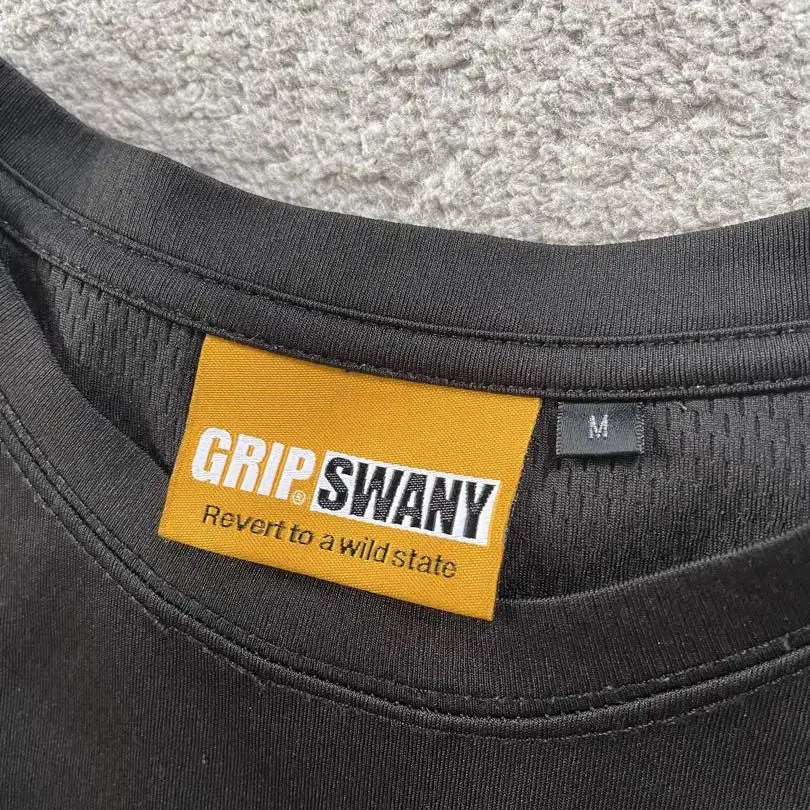 GRIP® SWANY
Revert to a wild state
M